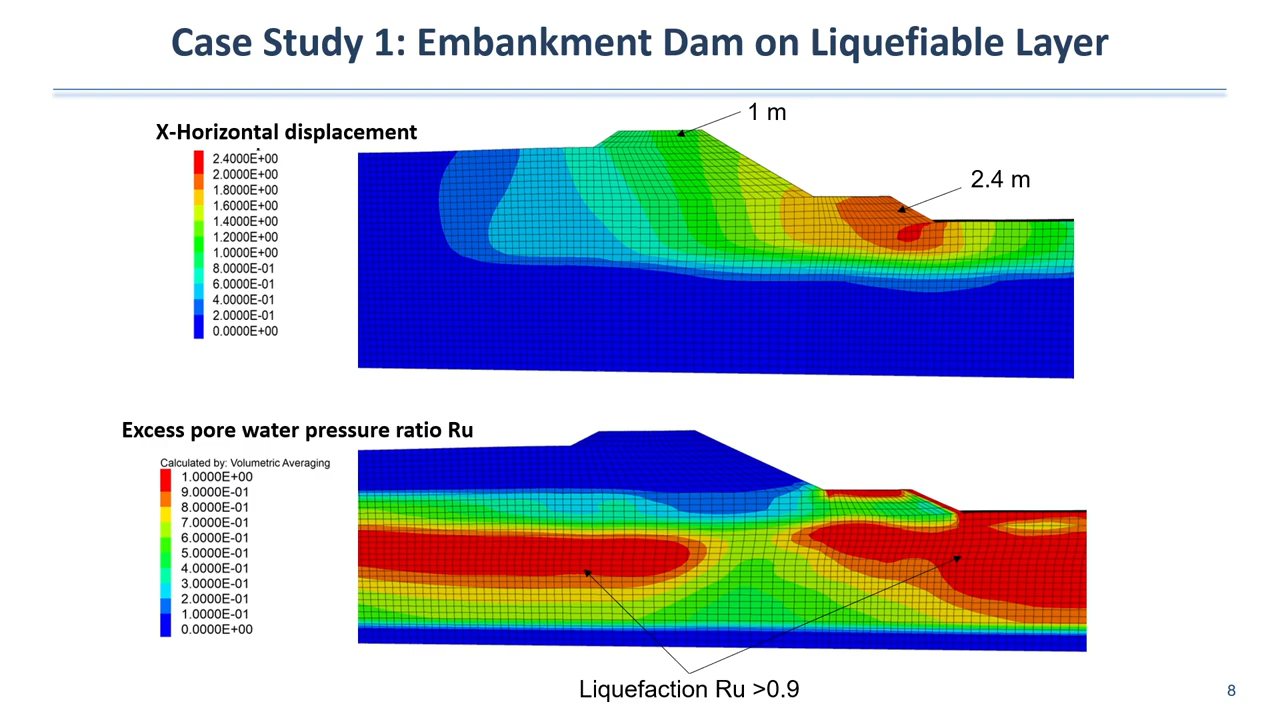 Case Study 1: Embankment Dam on Liquefiable Layer
1 m
X-Horizontal displacement
2.4000E+00
2.0000E+00
1.8000E+00
1.6000E+00
1.4000E+00
1.2000E+00
1.0000E+00
8.0000E-01
6.0000E-01
4.0000E-01
2.0000E-01
0.0000E+00
2.4 m
Excess pore water pressure ratio Ru
Calculated by: Volumetric Averaging
1.0000E+00
9.0000E-01
8.0000E-01
7.0000E-01
6.0000E-01
5.0000E-01
4.0000E-01
3.0000E-01
2.0000E-01
1.0000E-01
0.0000E+00
Liquefaction Ru >0.9
8